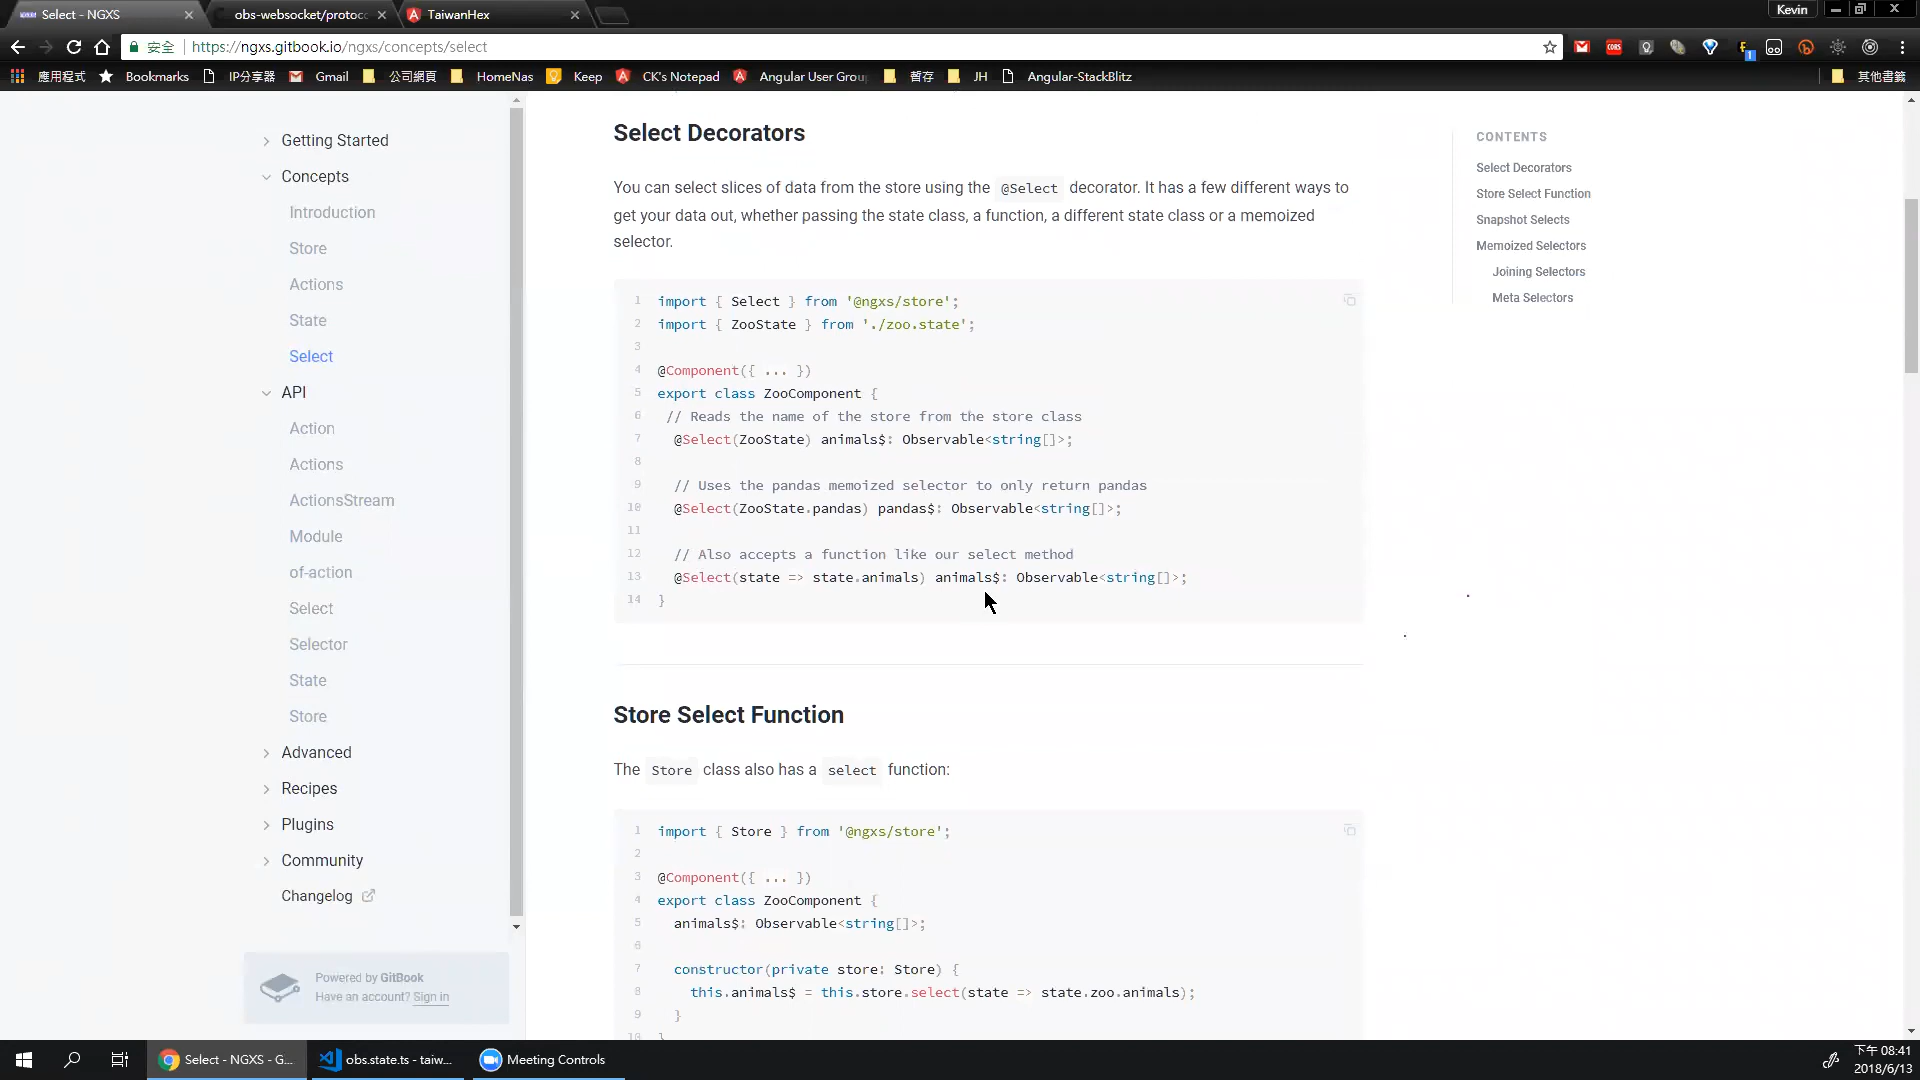 Select - NGXS
obs-websocket/protoc
TaiwanHex
Kevin
安全
https://ngxs.gitbook.io/ngxs/concepts/select
應用程式
Bookmarks
IP分享器
Gmail
公司網頁
HomeNas
Keep
CK's Notepad
Angular User Grou
暫存
JH
Angular-StackBlitz
其他書籤
Getting Started
Concepts
Introduction
Store
Actions
State
Select
API
Action
Actions
ActionsStream
Module
of-action
Select
Selector
State
Store
Advanced
Recipes
Plugins
Community
Changelog
Powered by GitBook
Have an account? Sign in
Select Decorators
You can select slices of data from the store using the @Select decorator. It has a few different ways to
get your data out, whether passing the state class, a function, a different state class or a memoized
selector.
1 import { Select } from '@ngxs/store';
2 import { ZooState } from './zoo.state';
3
4 @Component({ ... })
5 export class ZooComponent {
6 // Reads the name of the store from the store class
7 @Select(ZooState) animals$: Observable<string[]>;
8
9 // Uses the pandas memoized selector to only return pandas
10 @Select(ZooState.pandas) pandas$: Observable<string[]>;
11
12 // Also accepts a function like our select method
13 @Select(state => state.animals) animals$: Observable<string[]>;
14 }
Store Select Function
The Store class also has a select function:
1 import { Store } from '@ngxs/store';
2
3 @Component({ ... })
4 export class ZooComponent {
5 animals$: Observable<string[]>;
6
7 constructor(private store: Store) {
8 this.animals$ = this.store.select(state => state.zoo.animals);
9 }
10 }
CONTENTS
Select Decorators
Store Select Function
Snapshot Selects
Memoized Selectors
Joining Selectors
Meta Selectors
Select - NGXS - G...
obs.state.ts - taiw...
Meeting Controls
下午 08:41
2018/6/13